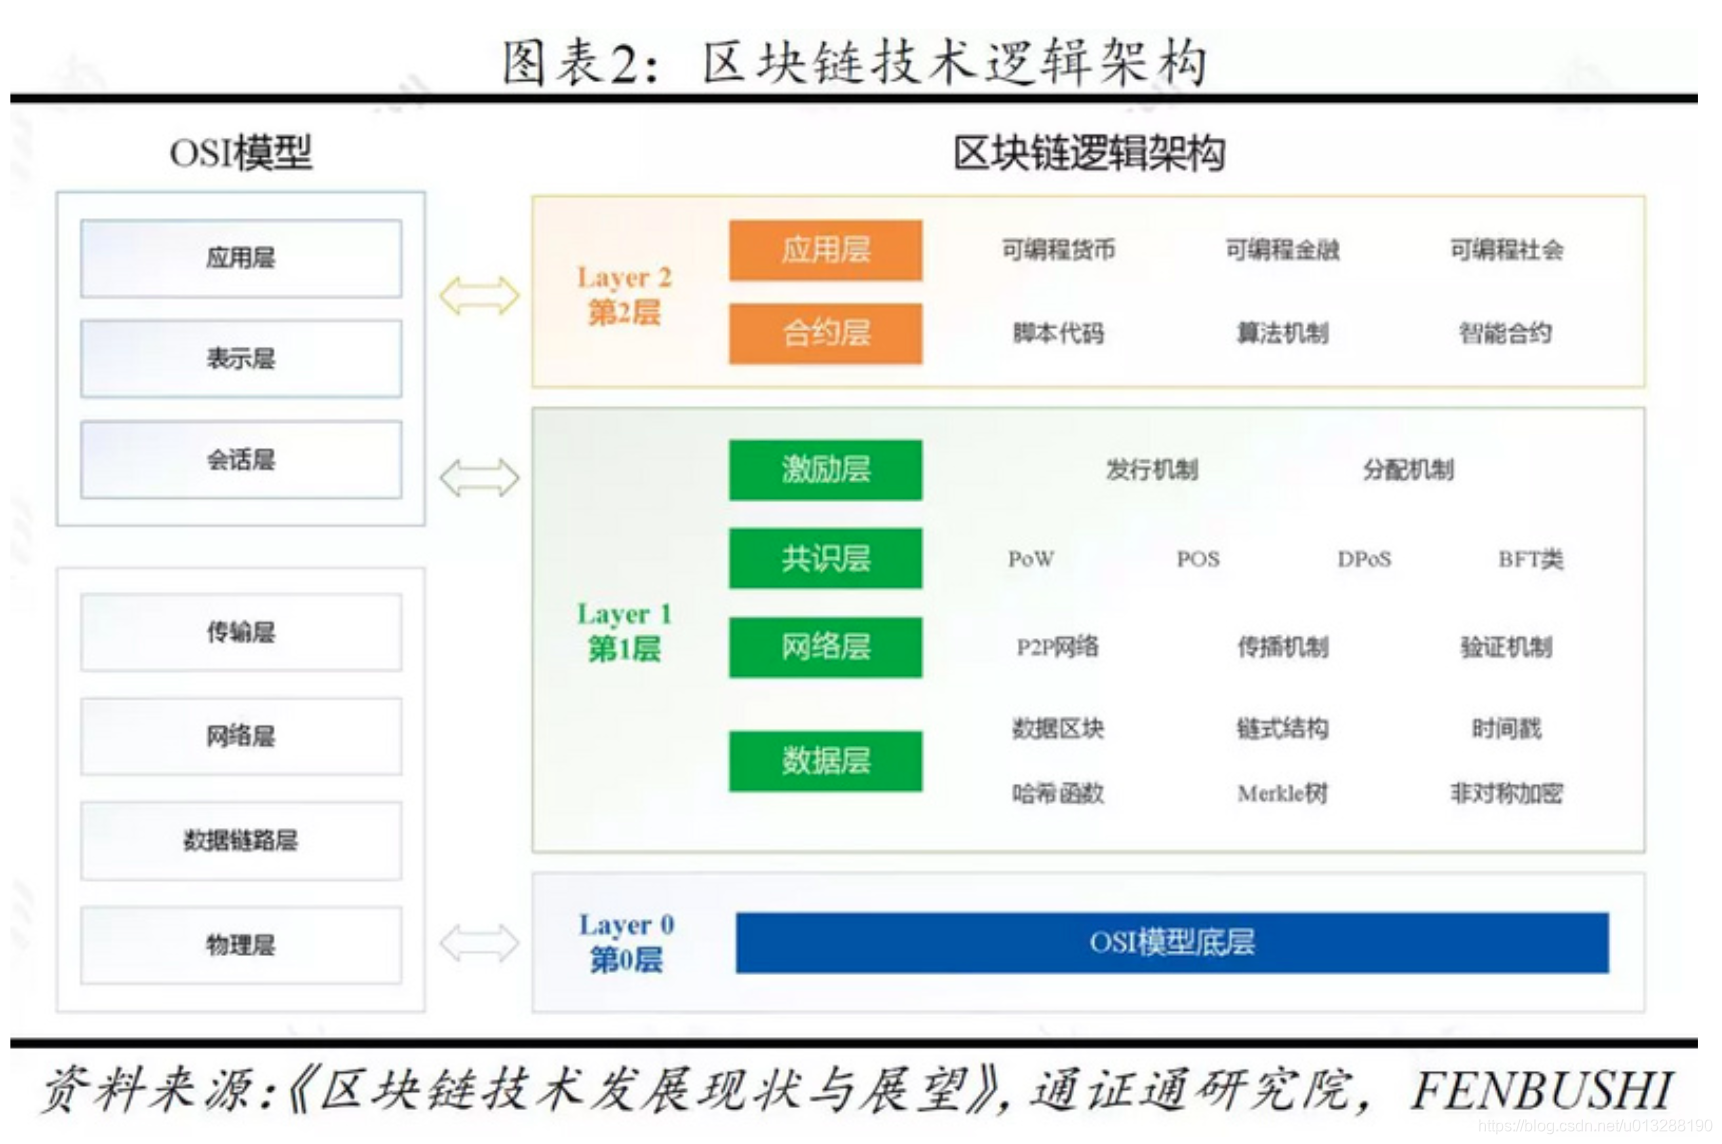 图表2：区块链技术逻辑架构
OSI模型
应用层
表示层
会话层
传输层
网络层
数据链路层
物理层
区块链逻辑架构
Layer 2
第2层
应用层
可编程货币 可编程金融 可编程社会
合约层
脚本代码 算法机制 智能合约
Layer 1
第1层
激励层
发行机制 分配机制
共识层
PoW POS DPoS BFT类
网络层
P2P网络 传播机制 验证机制
数据层
数据区块 链式结构 时间戳
哈希函数 Merkle树 非对称加密
Layer 0
第0层
OSI模型底层
资料来源：《区块链技术发展现状与展望》，通证通研究院，FENBUSHI
https://blog.csdn.net/u013288190